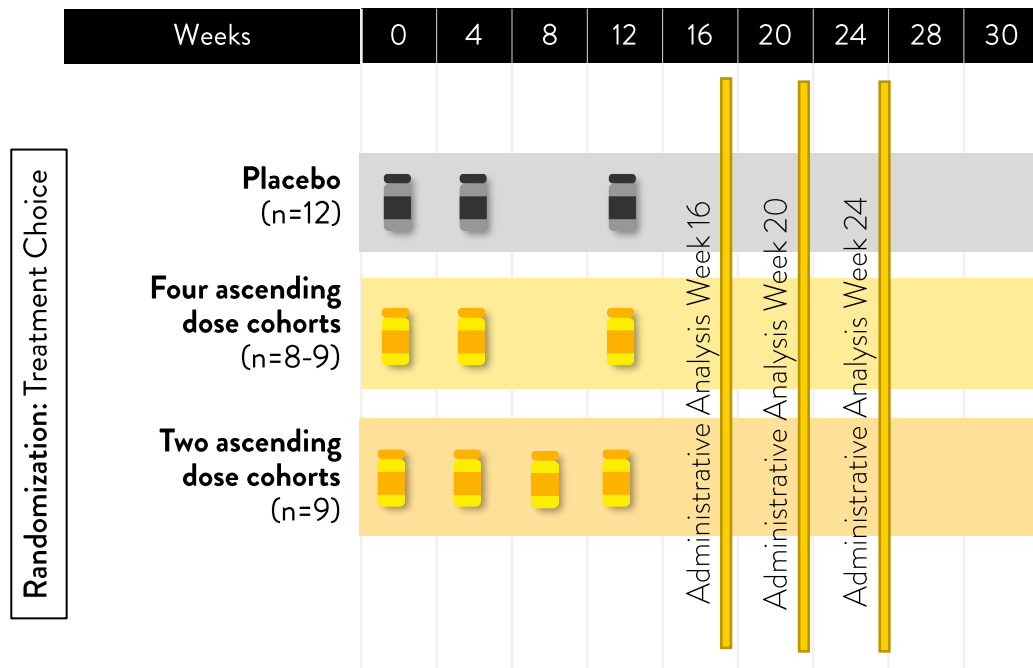 Weeks 0 4 8 12 16 20 24 28 30
Randomization: Treatment Choice
Placebo
(n=12)
Four ascending
dose cohorts
(n=8-9)
Two ascending
dose cohorts
(n=9)
Administrative Analysis Week 16
Administrative Analysis Week 20
Administrative Analysis Week 24